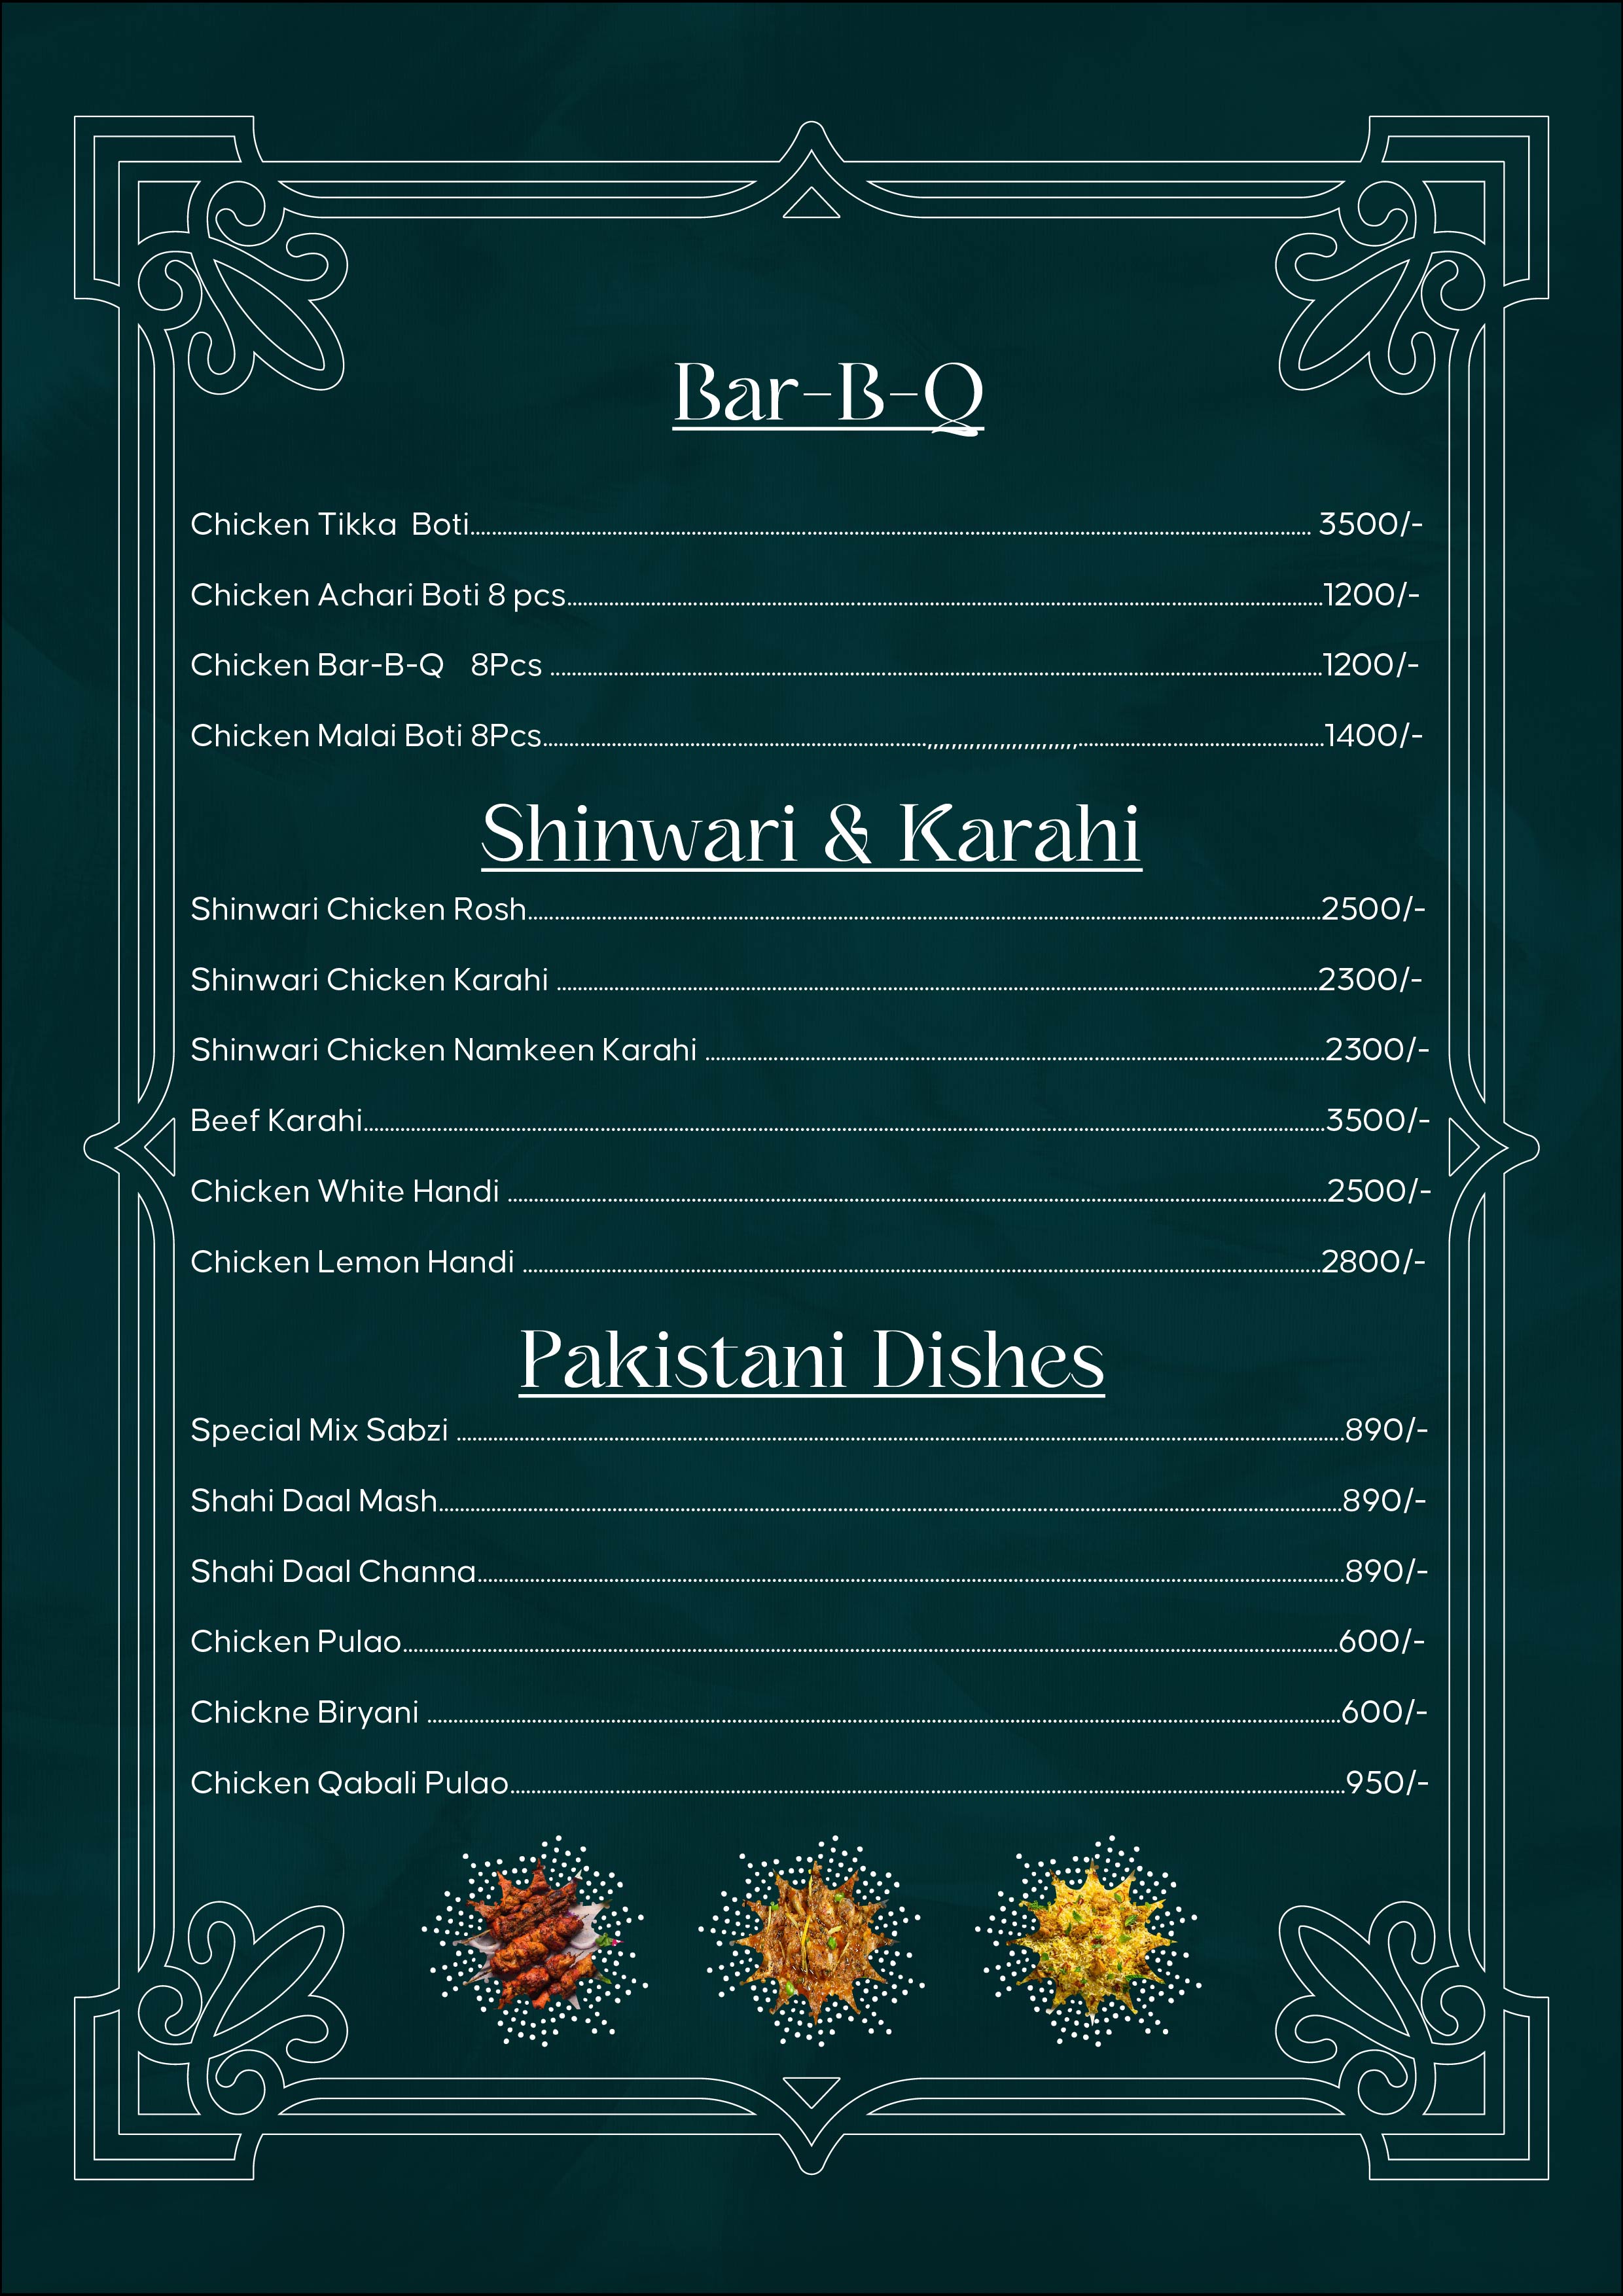 Bar-B-Q
Chicken Tikka  Boti........................................ 3500/-
Chicken Achari Boti 8 pcs........................................1200/-
Chicken Bar-B-Q   8Pcs ........................................1200/-
Chicken Malai Boti 8Pcs....................,,,,,,,,,,,,,,,,,,,,,,,,,....................1400/-
Shinwari & Karahi
Shinwari Chicken Rosh........................................2500/-
Shinwari Chicken Karahi ........................................2300/-
Shinwari Chicken Namkeen Karahi ........................................2300/-
Beef Karahi........................................3500/-
Chicken White Handi ........................................2500/-
Chicken Lemon Handi ........................................2800/-
Pakistani Dishes
Special Mix Sabzi ........................................890/-
Shahi Daal Mash........................................890/-
Shahi Daal Channa........................................890/-
Chicken Pulao........................................600/-
Chickne Biryani ........................................600/-
Chicken Qabali Pulao........................................950/-